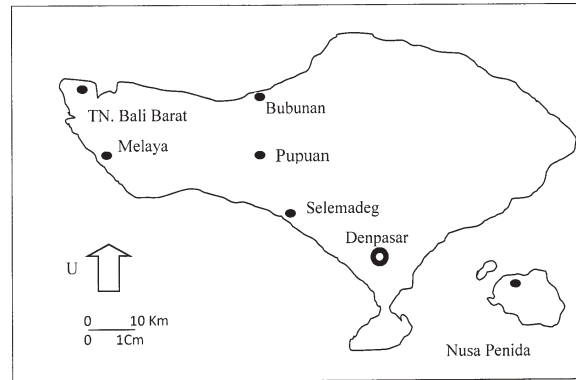 Bubunan
TN. Bali Barat
Melaya
Pupuan
Selemadeg
Denpasar
U
0 10 Km
0 1Cm
Nusa Penida